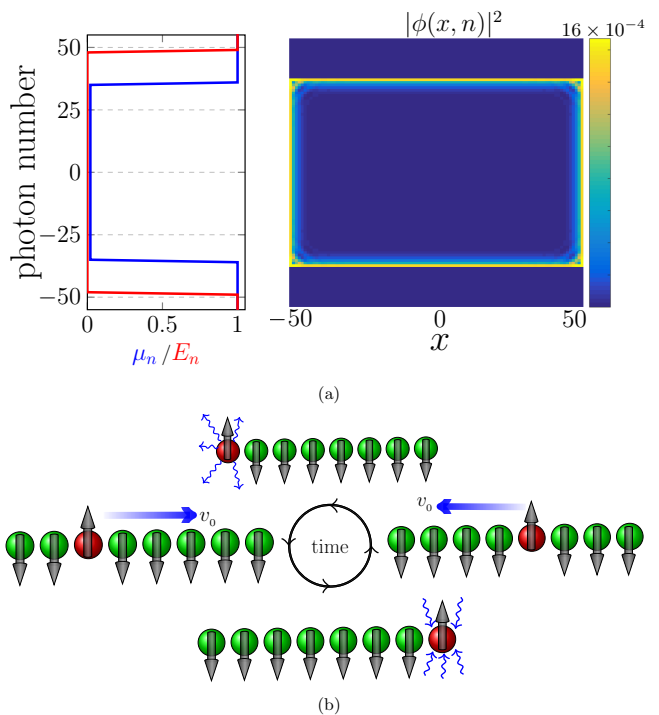 |ϕ(x, n)|²
16 × 10⁻⁴
photon number
50
25
0
−25
−50
0
0.5
1
μₙ/Eₙ
−50
0
50
x
(a)
v₀
v₀
time
(b)